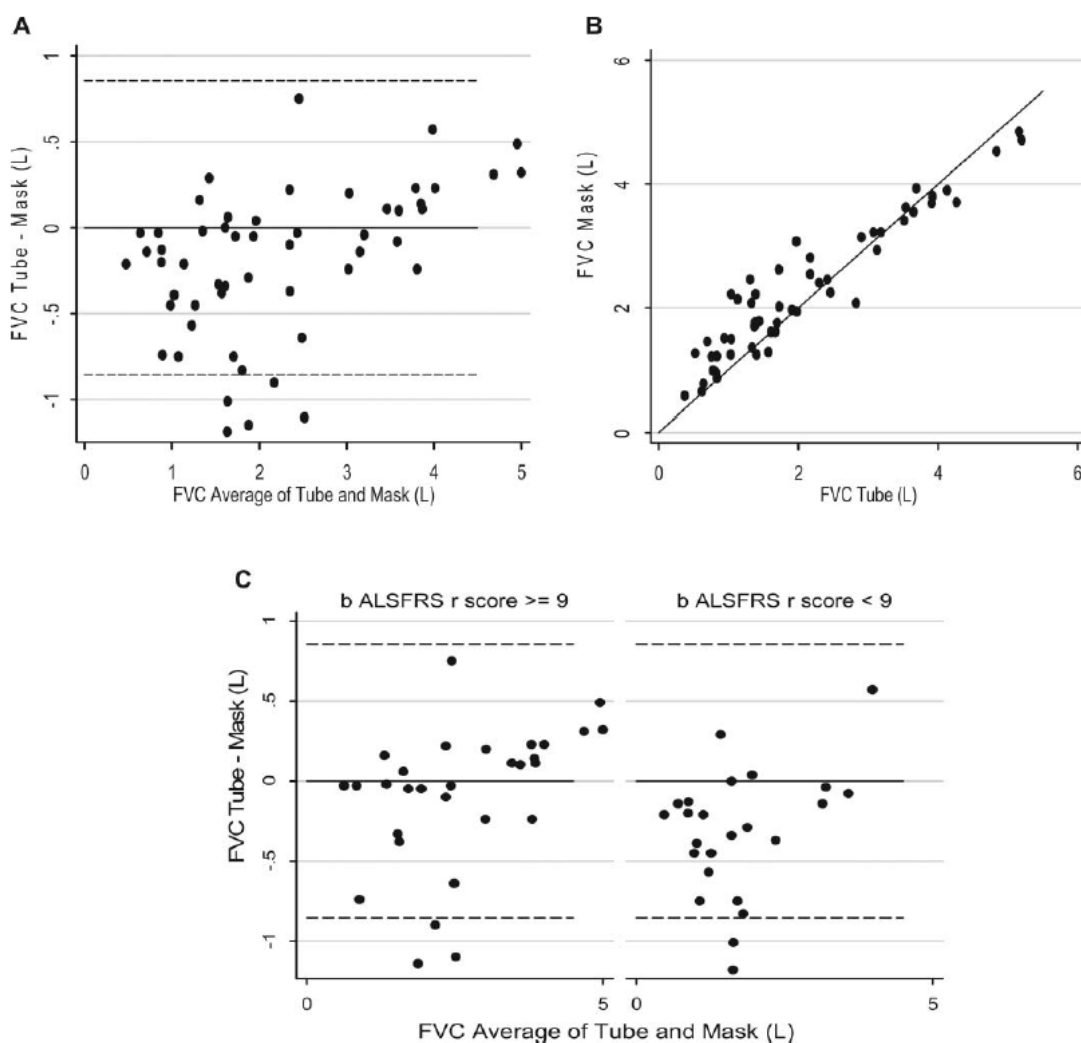 A
1
.5
0
-.5
-1
FVC Tube - Mask (L)
0 1 2 3 4 5
FVC Average of Tube and Mask (L)
B
6
4
2
0
FVC Mask (L)
0 2 4 6
FVC Tube (L)
C
b ALSFRS r score >= 9
b ALSFRS r score < 9
1
.5
0
-.5
-1
FVC Tube - Mask (L)
0 5 0 5
FVC Average of Tube and Mask (L)